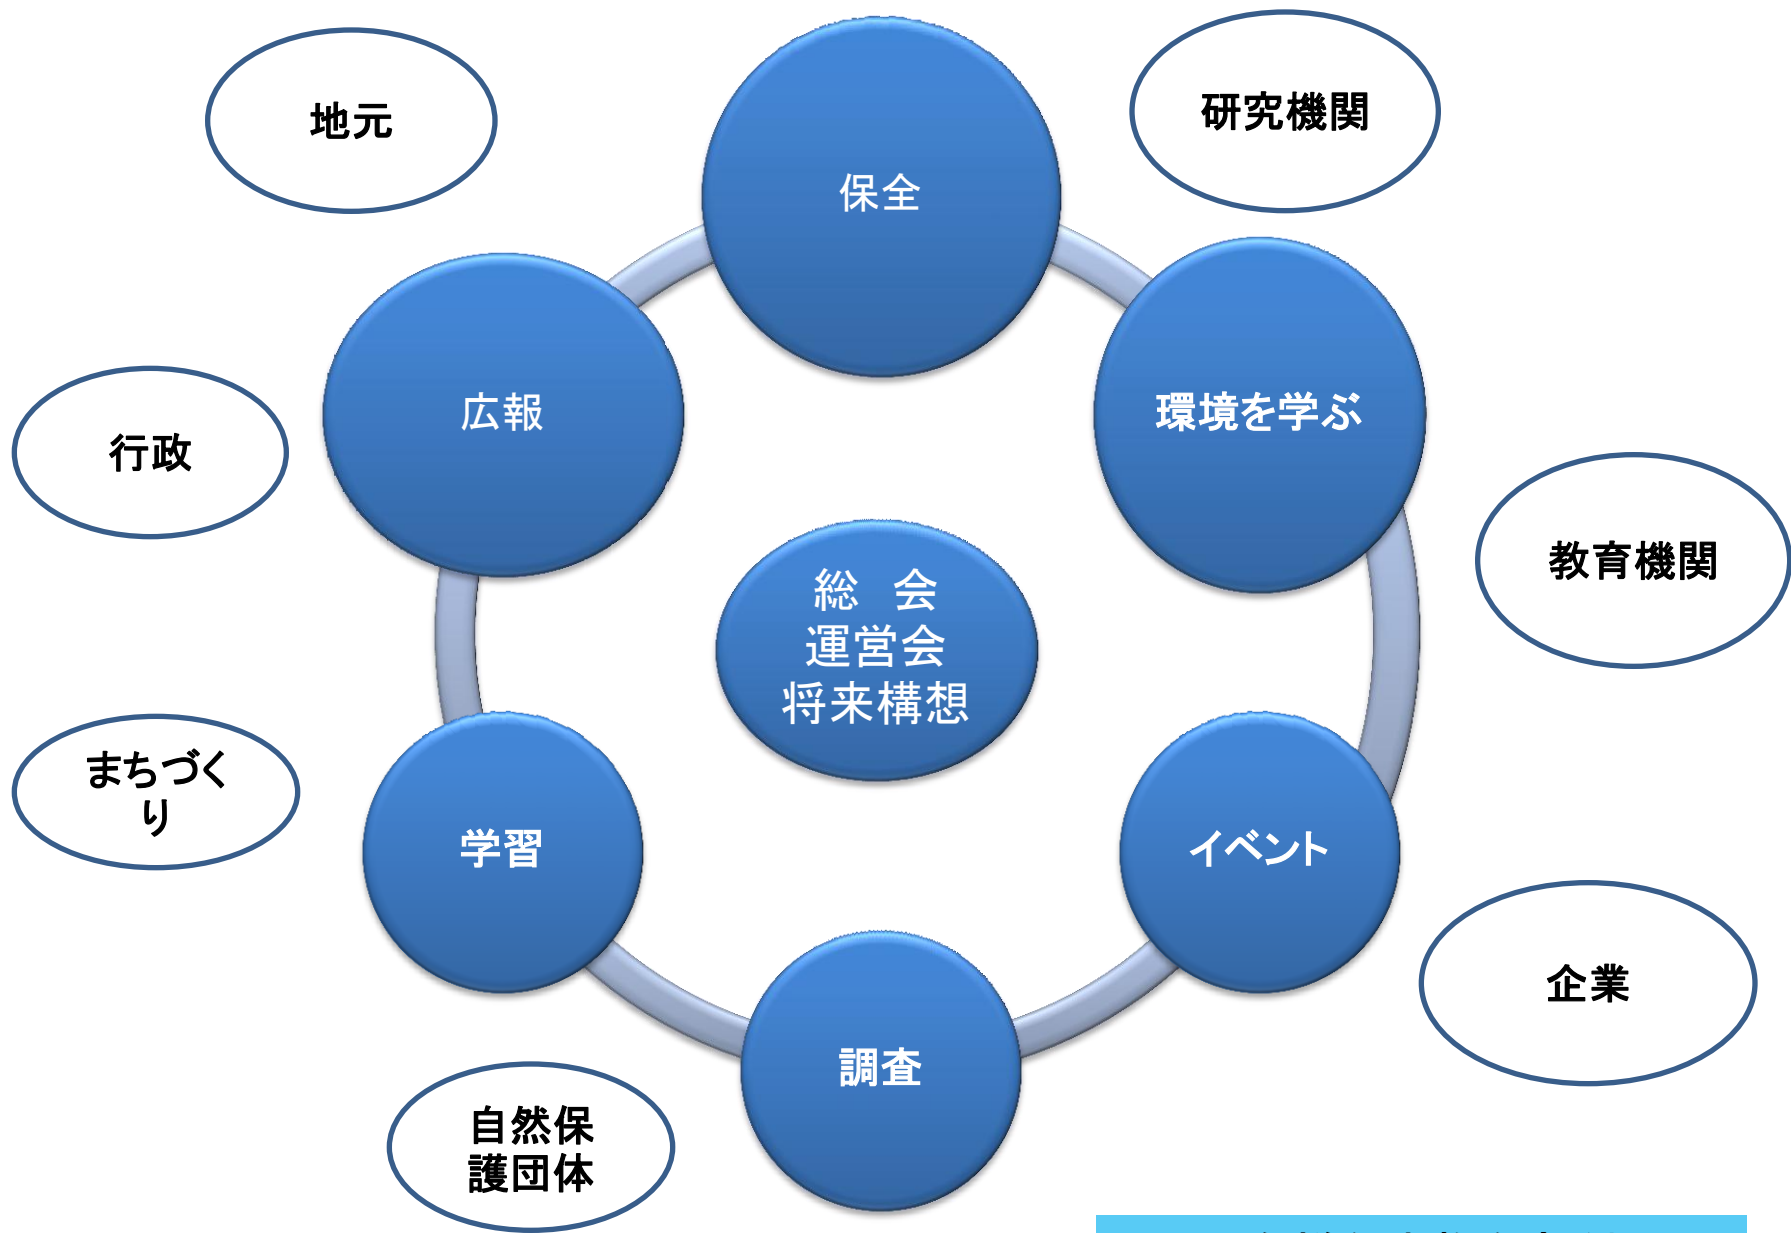 地元
研究機関
保全
広報
環境を学ぶ
行政
教育機関
総　会
運営会
将来構想
まちづく
り
学習
イベント
企業
調査
自然保
護団体